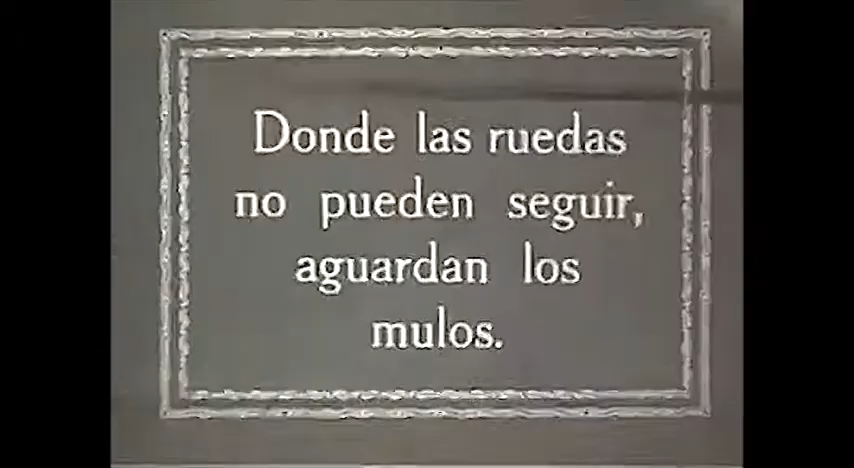 Donde las ruedas
no pueden seguir,
aguardan los
mulos.